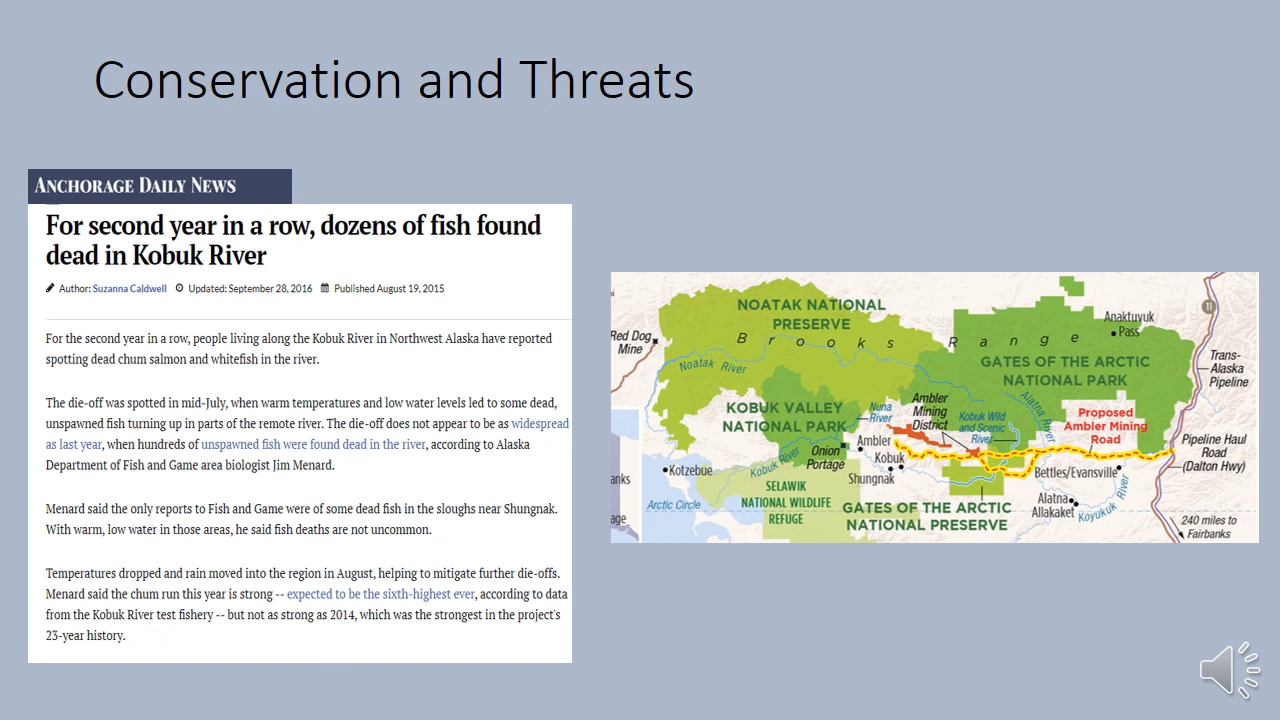 Conservation and Threats
ANCHORAGE DAILY NEWS
For second year in a row, dozens of fish found
dead in Kobuk River
Author: Suzanna Caldwell Updated: September 28, 2016 Published August 19, 2015
For the second year in a row, people living along the Kobuk River in Northwest Alaska have reported
spotting dead chum salmon and whitefish in the river.
The die-off was spotted in mid-July, when warm temperatures and low water levels led to some dead,
unspawned fish turning up in parts of the remote river. The die-off does not appear to be as widespread
as last year, when hundreds of unspawned fish were found dead in the river, according to Alaska
Department of Fish and Game area biologist Jim Menard.
Menard said the only reports to Fish and Game were of some dead fish in the sloughs near Shungnak.
With warm, low water in those areas, he said fish deaths are not uncommon.
Temperatures dropped and rain moved into the region in August, helping to mitigate further die-offs.
Menard said the chum run this year is strong -- expected to be the sixth-highest ever, according to data
from the Kobuk River test fishery -- but not as strong as 2014, which was the strongest in the project's
23-year history.
NOATAK NATIONAL
PRESERVE
Brooks Range
Red Dog
Mine
Noatak River
Anaktuvuk
Pass
11
GATES OF THE ARCTIC
NATIONAL PARK
Trans-
Alaska
Pipeline
KOBUK VALLEY
NATIONAL PARK
Nuna
River
Ambler
Mining
District
Kobuk Wild
and Scenic
River
Alatna River
Proposed
Ambler Mining
Road
Pipeline Haul
Road
(Dalton Hwy)
Onion
Portage
Ambler
Kobuk
Shungnak
Kotzebue
Kobuk River
Bettles/Evansville
anks
SELAWIK
NATIONAL WILDLIFE
REFUGE
Arctic Circle
GATES OF THE ARCTIC
NATIONAL PRESERVE
Alatna
Allakaket
Koyukuk River
age
240 miles to
Fairbanks